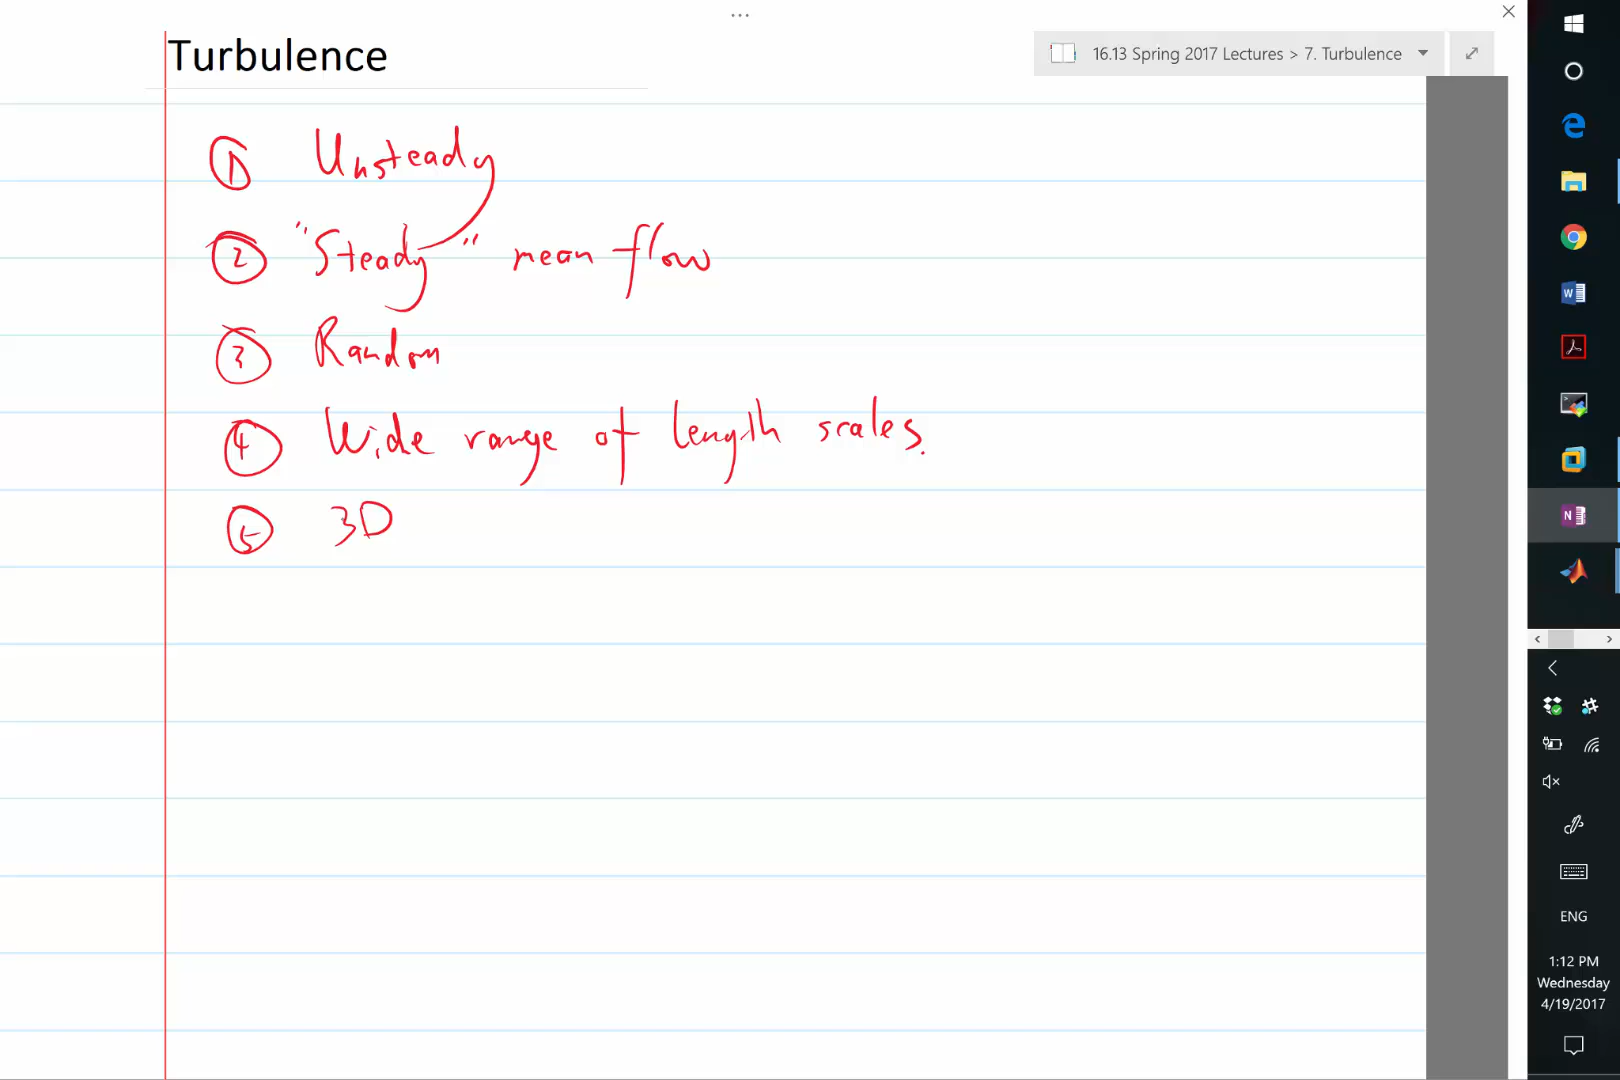 ...
Turbulence
16.13 Spring 2017 Lectures > 7. Turbulence
① Unsteady
② "Steady" mean flow
③ Random
④ Wide range of length scales.
⑤ 3D
ENG
1:12 PM
Wednesday
4/19/2017